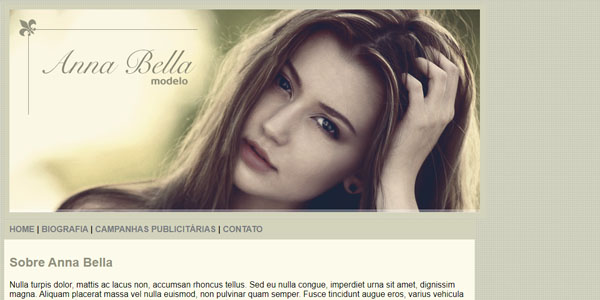 Anna Bella
modelo
HOME | BIOGRAFIA | CAMPANHAS PUBLICITÁRIAS | CONTATO
Sobre Anna Bella
Nulla turpis dolor, mattis ac lacus non, accumsan rhoncus tellus. Sed eu nulla congue, imperdiet urna sit amet, dignissim
magna. Aliquam placerat massa vel nulla euismod, non pulvinar quam semper. Fusce tincidunt augue eros, varius vehicula